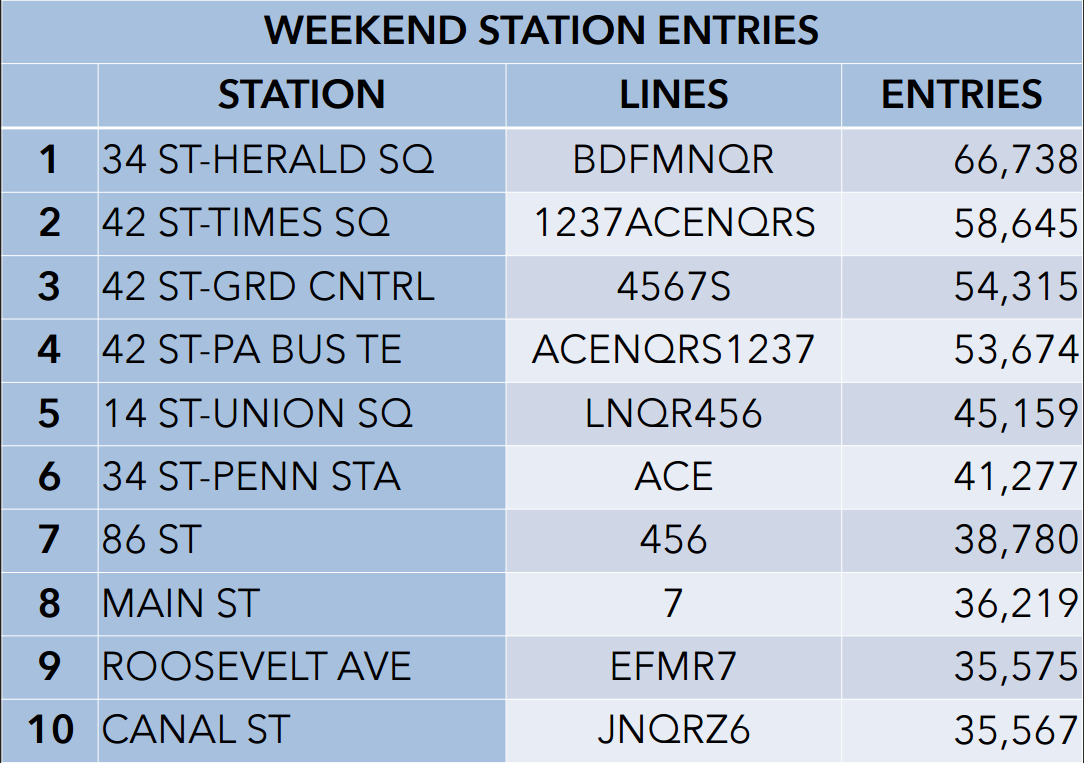 WEEKEND STATION ENTRIES
STATION LINES ENTRIES
1 34 ST-HERALD SQ BDFMNQR 66,738
2 42 ST-TIMES SQ 1237ACENQRS 58,645
3 42 ST-GRD CNTRL 4567S 54,315
4 42 ST-PA BUS TE ACENQRS1237 53,674
5 14 ST-UNION SQ LNQR456 45,159
6 34 ST-PENN STA ACE 41,277
7 86 ST 456 38,780
8 MAIN ST 7 36,219
9 ROOSEVELT AVE EFMR7 35,575
10 CANAL ST JNQRZ6 35,567